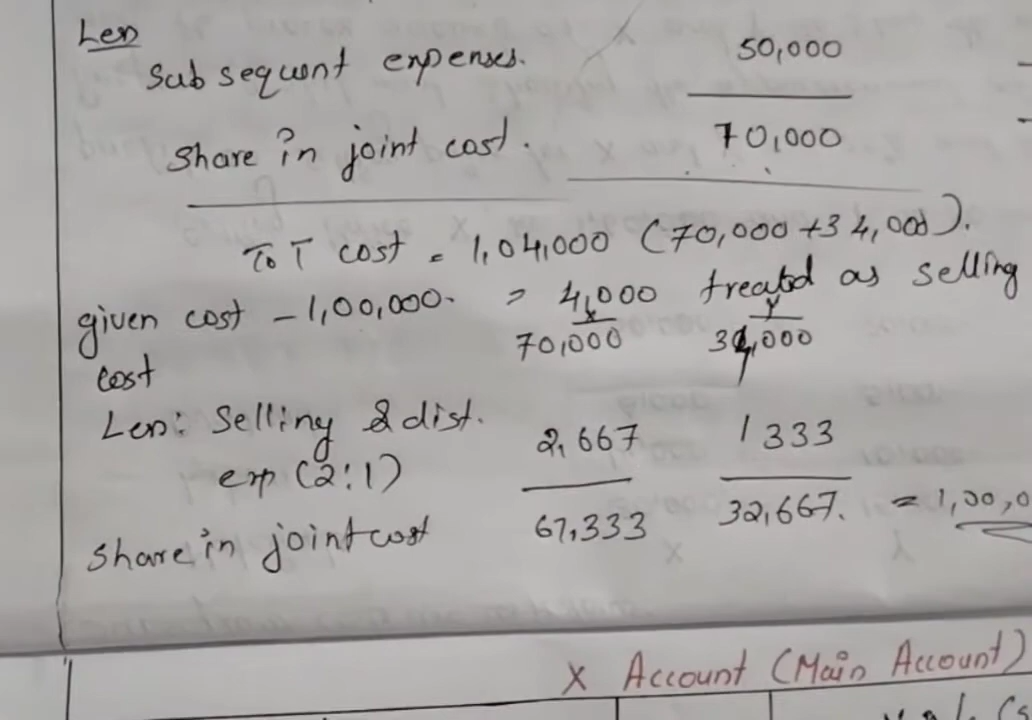 Les
Subsequent expenses. 50,000
Share in joint cost. 70,000
ToT cost = 1,04,000 (70,000 + 34,000).
given cost - 1,00,000. = 4,000 treated as selling
x y
70,000 34,000
cost
Les: Selling & dist. 2,667 1333
exp (2:1)
Share in joint cost 67,333 32,667. = 1,00,0
X Account (Main Account)